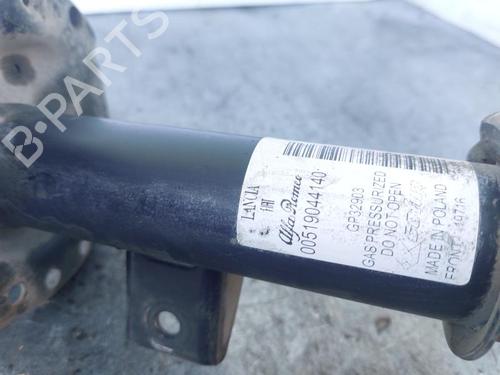 B-PARTS
LANCIA
FIAT
Alfa Romeo
00519044140
GP32903
GAS PRESSURIZED
DO NOT OPEN
MADE IN POLAND
FRONT